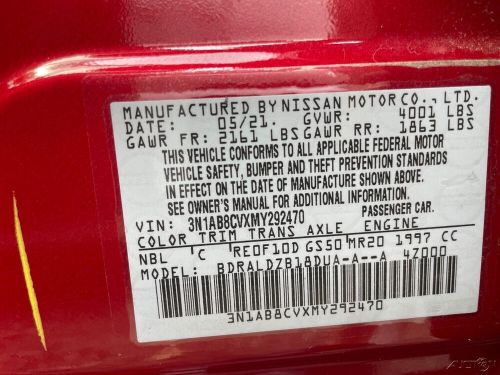 MANUFACTURED BY NISSAN MOTOR CO., LTD.
DATE: 05/21. GVWR: 4001 LBS
GAWR FR: 2161 LBS GAWR RR: 1863 LBS
THIS VEHICLE CONFORMS TO ALL APPLICABLE FEDERAL MOTOR
VEHICLE SAFETY, BUMPER AND THEFT PREVENTION STANDARDS
IN EFFECT ON THE DATE OF MANUFACTURE SHOWN ABOVE.
SEE OWNER'S MANUAL FOR ADDITIONAL INFORMATION.
VIN: 3N1AB8CVXMY292470 PASSENGER CAR.
COLOR TRIM TRANS AXLE ENGINE
NBL 'C RE0F10D GS50 MR20 1997 CC
MODEL: BDRALDZB18DUA-A--A 4Z000
3N1AB8CVXMY292470